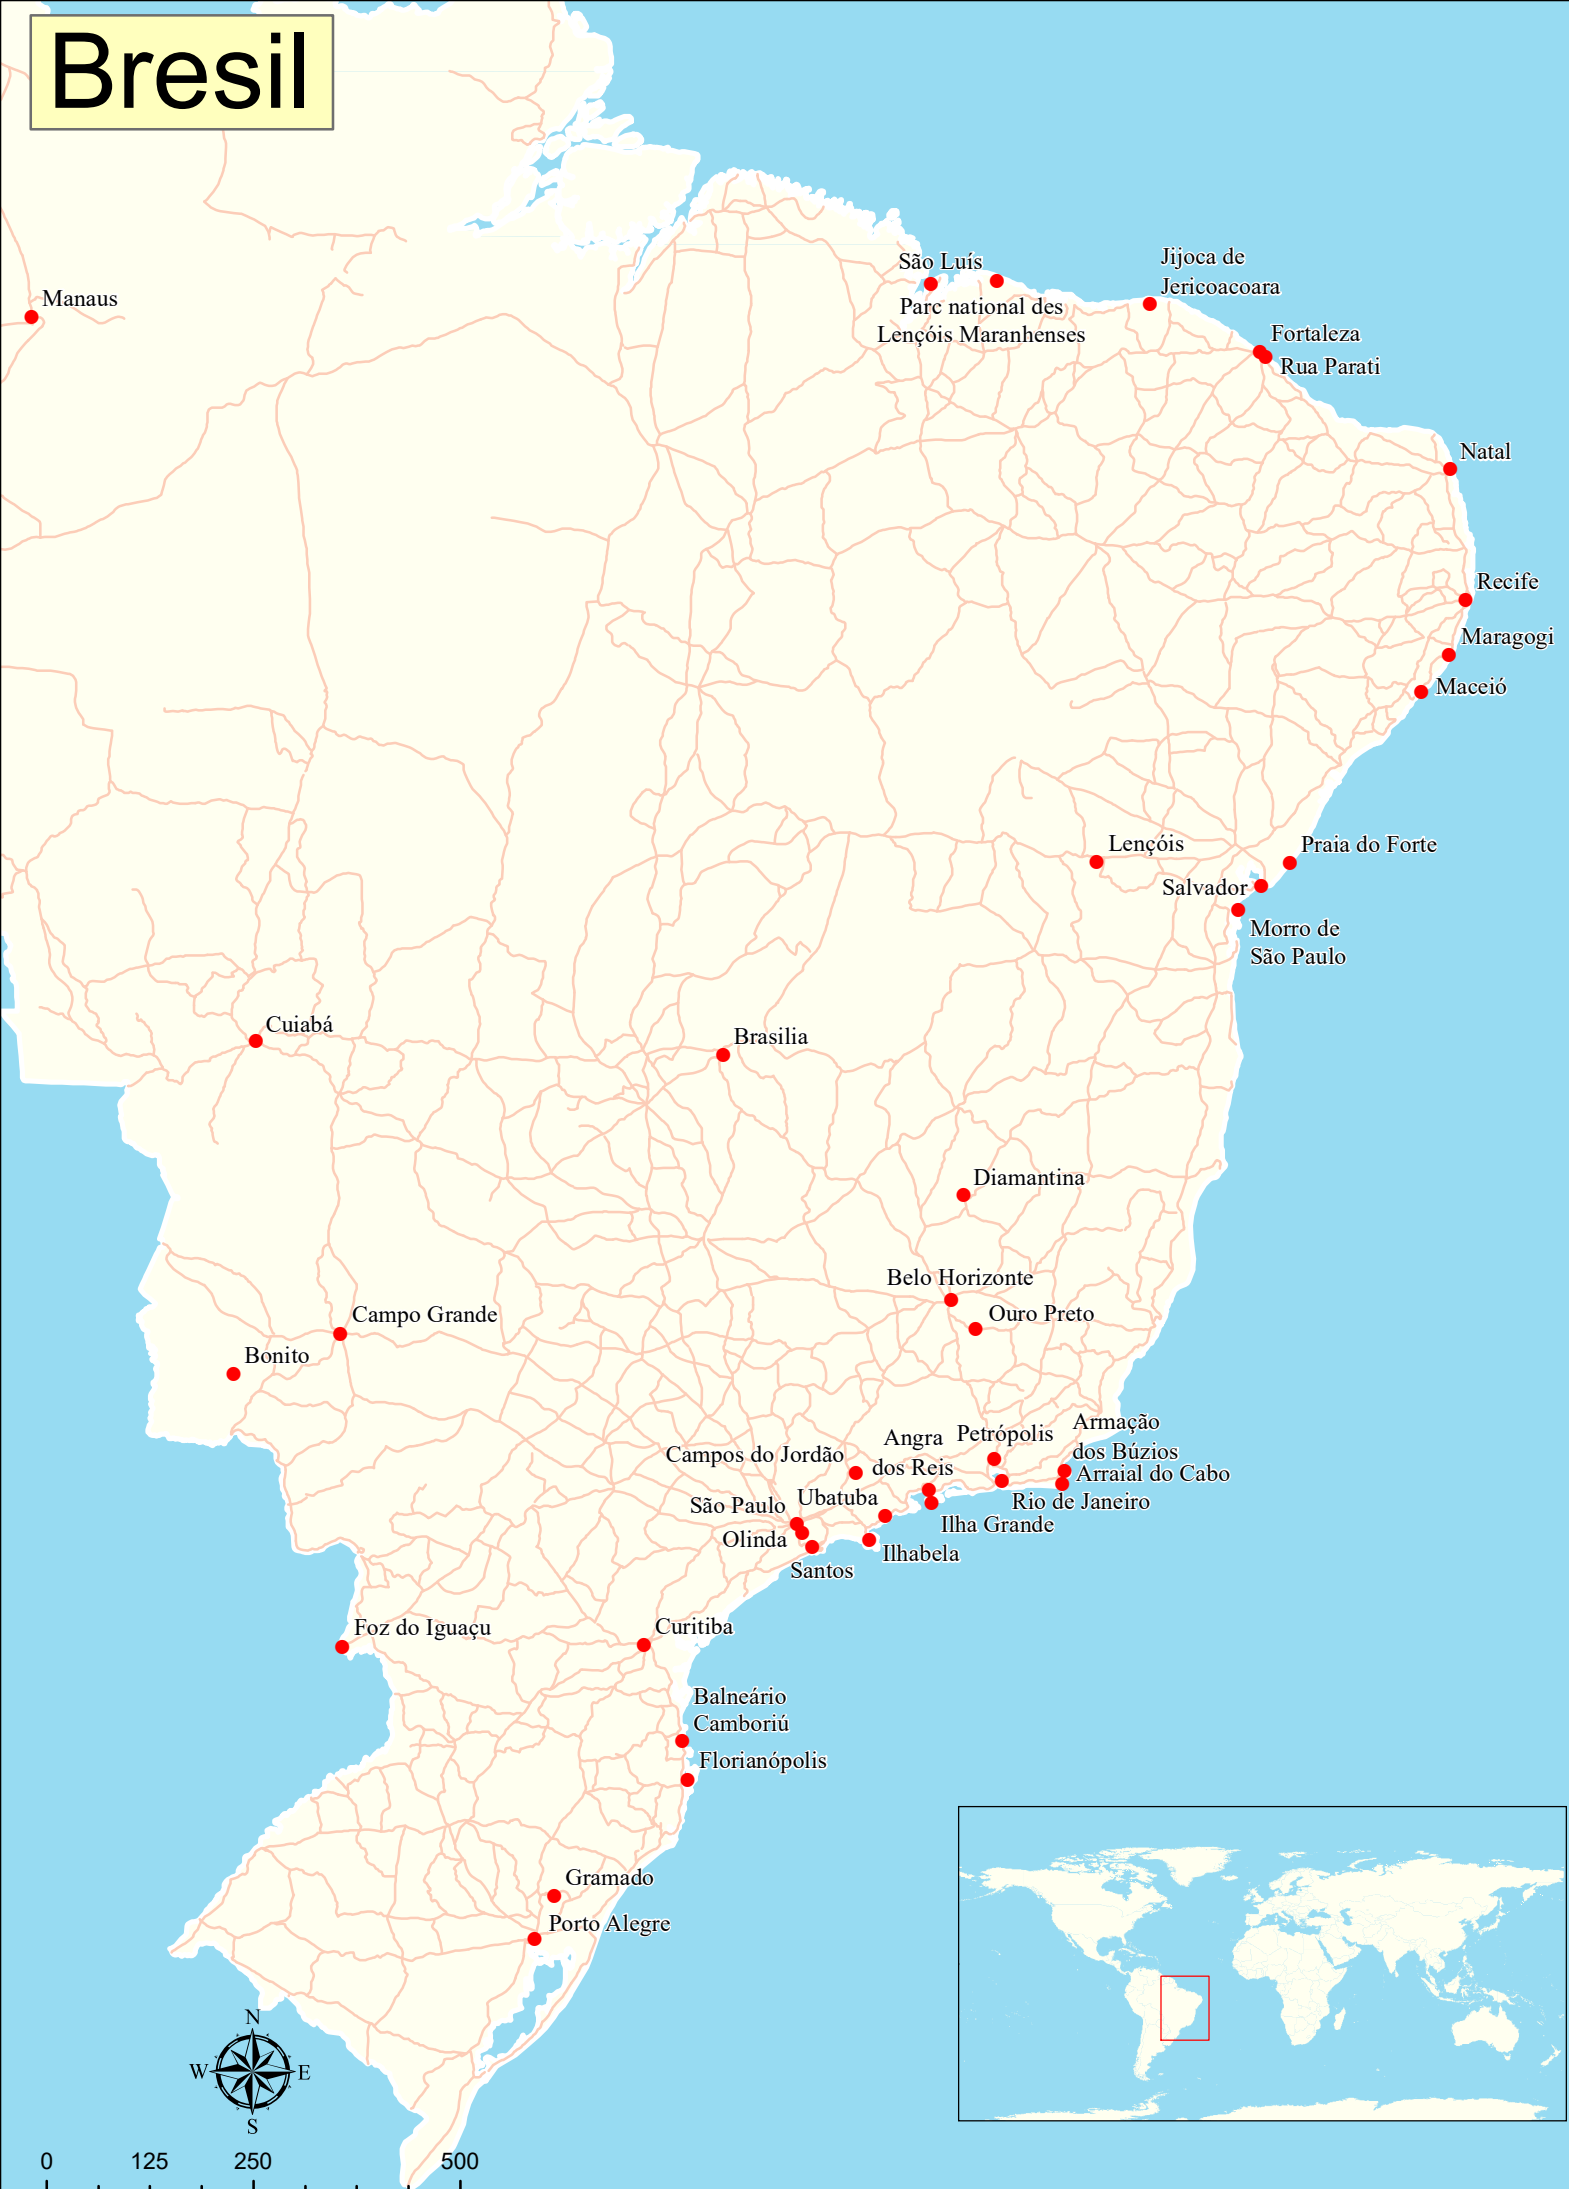 Bresil
São Luís
Jijoca de
Jericoacoara
Manaus
Parc national des
Lençóis Maranhenses
Fortaleza
Rua Parati
Natal
Recife
Maragogi
Maceió
Lençóis
Praia do Forte
Salvador
Morro de
São Paulo
Cuiabá
Brasilia
Diamantina
Belo Horizonte
Ouro Preto
Campo Grande
Bonito
Armação
dos Búzios
Petrópolis
Angra
dos Reis
Campos do Jordão
Arraial do Cabo
Ubatuba
Rio de Janeiro
São Paulo
Ilha Grande
Olinda
Ilhabela
Santos
Foz do Iguaçu
Curitiba
Balneário
Camboriú
Florianópolis
Gramado
Porto Alegre
N
W E
S
0 125 250 500